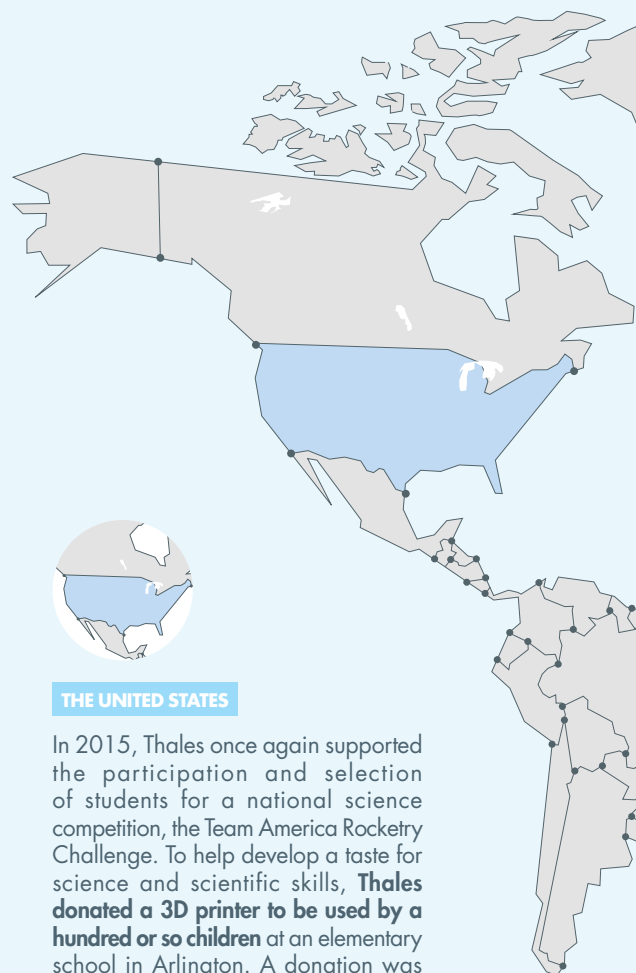 THE UNITED STATES
In 2015, Thales once again supported
the participation and selection
of students for a national science
competition, the Team America Rocketry
Challenge. To help develop a taste for
science and scientific skills, Thales
donated a 3D printer to be used by a
hundred or so children at an elementary
school in Arlington. A donation was